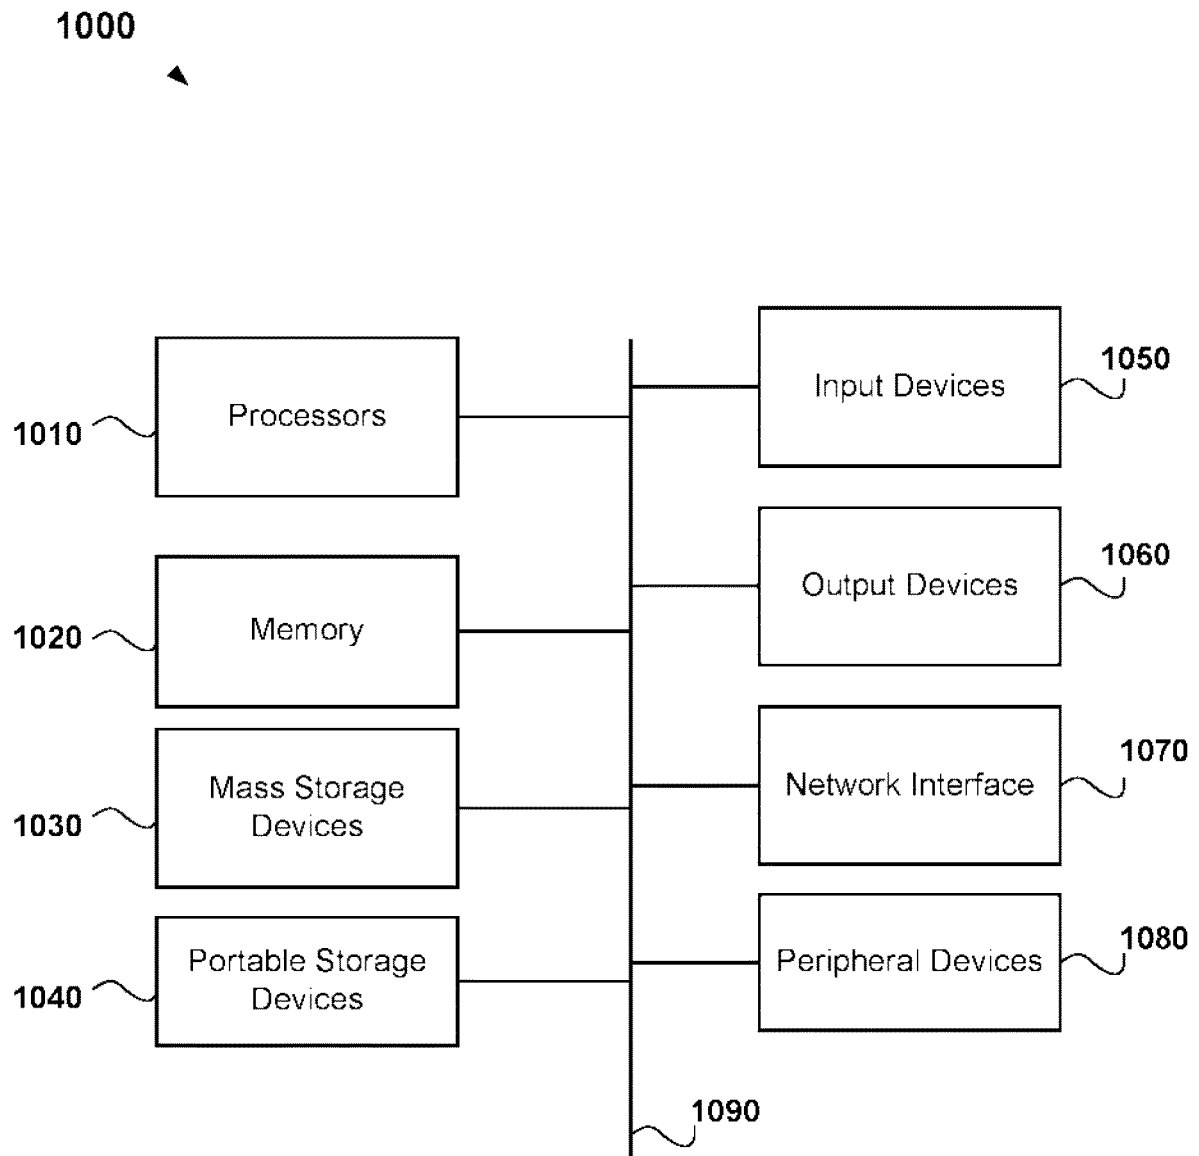 1000
Processors
1010
Memory
1020
Mass Storage
Devices
1030
Portable Storage
Devices
1040
Input Devices
1050
Output Devices
1060
Network Interface
1070
Peripheral Devices
1080
1090